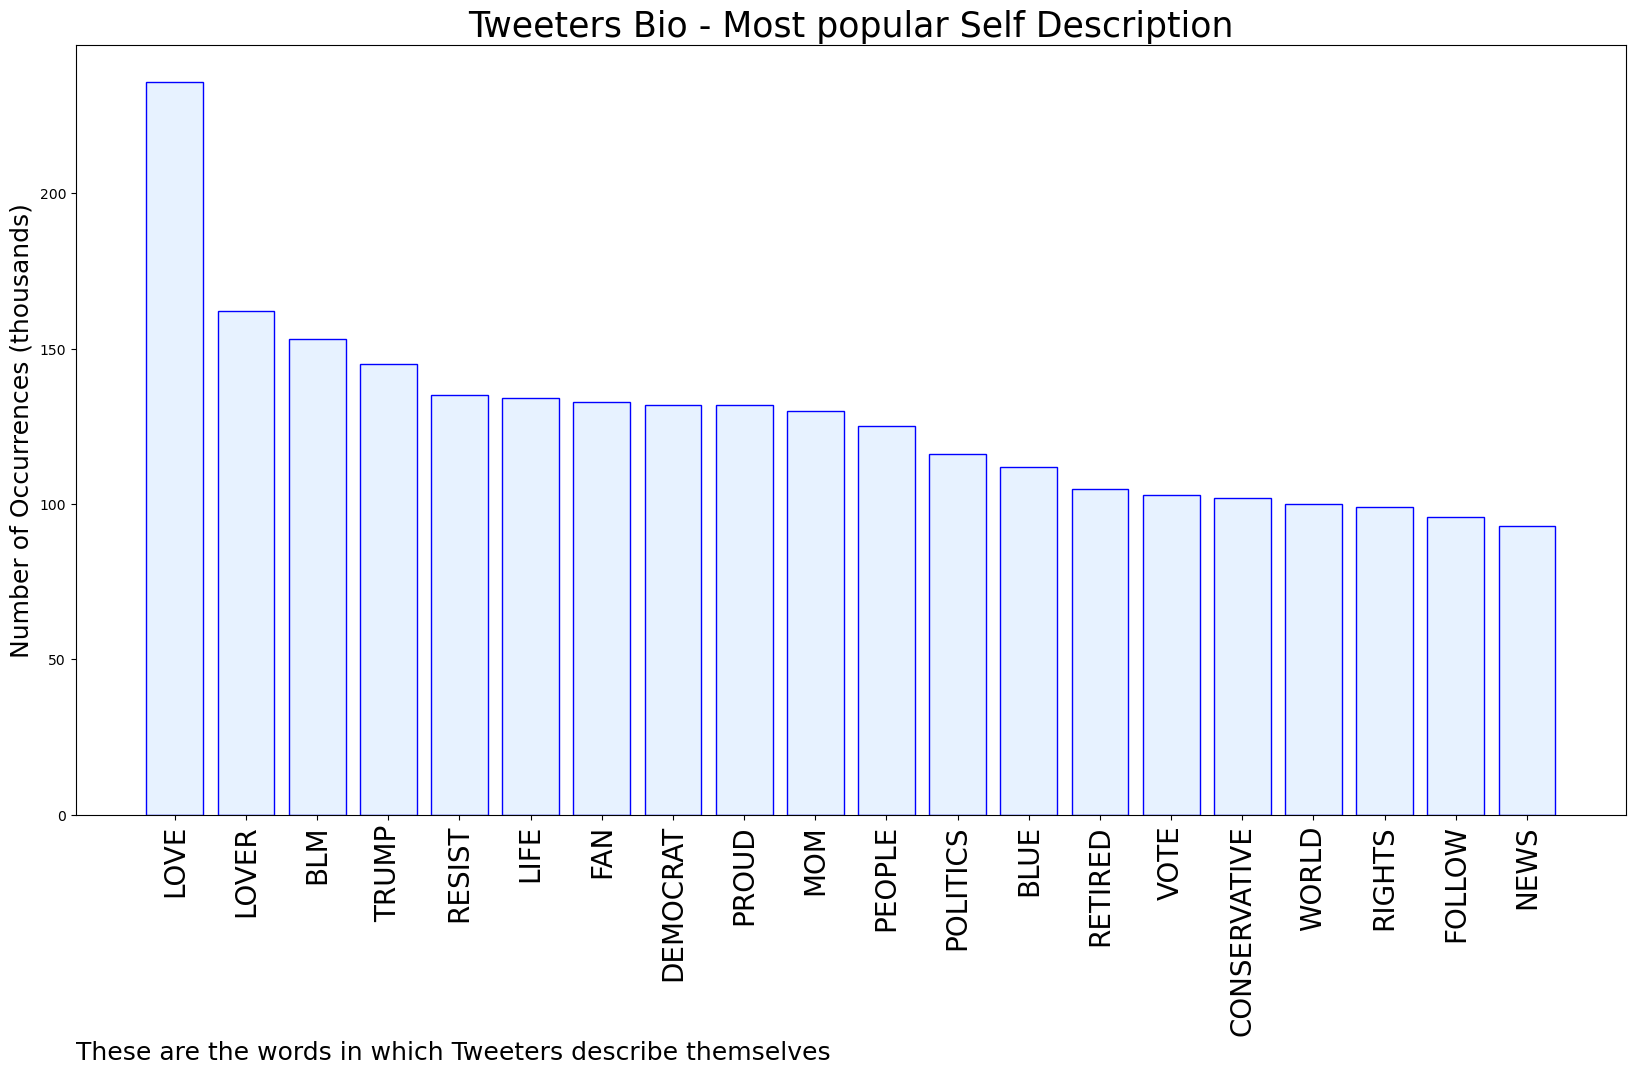 Tweeters Bio - Most popular Self Description
Number of Occurrences (thousands)
200
150
100
50
0
LOVE
LOVER
BLM
TRUMP
RESIST
LIFE
FAN
DEMOCRAT
PROUD
MOM
PEOPLE
POLITICS
BLUE
RETIRED
VOTE
CONSERVATIVE
WORLD
RIGHTS
FOLLOW
NEWS
These are the words in which Tweeters describe themselves